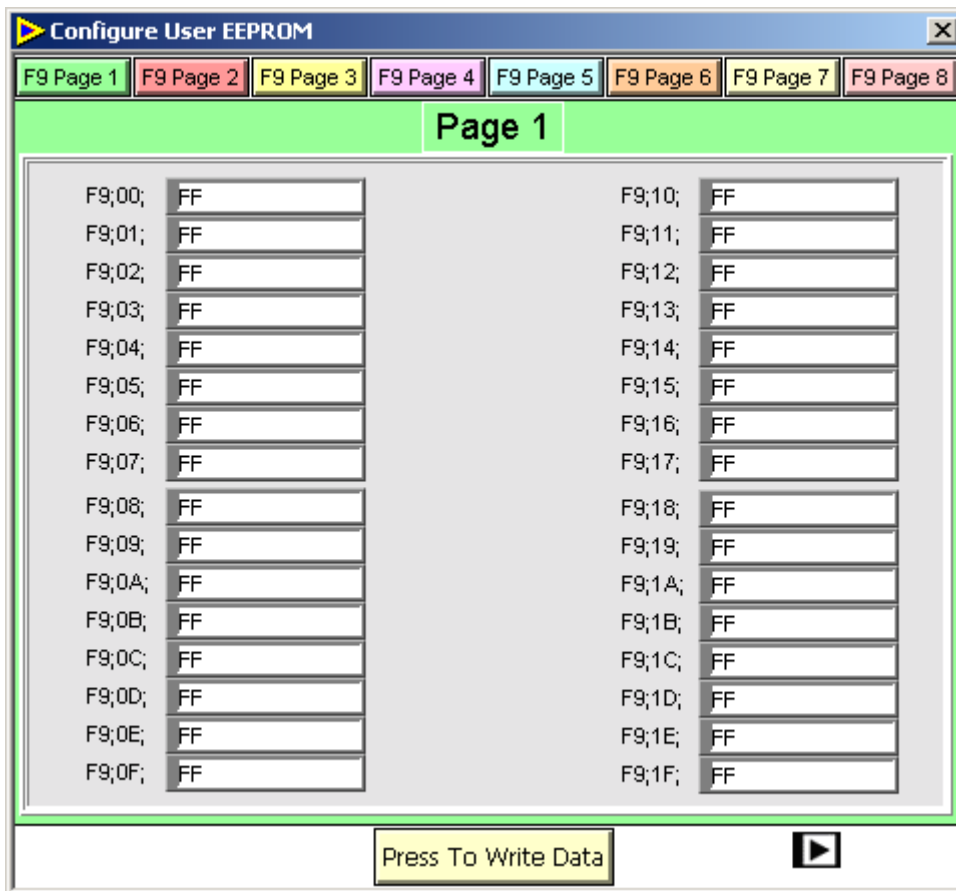 Configure User EEPROM
F9 Page 1 F9 Page 2 F9 Page 3 F9 Page 4 F9 Page 5 F9 Page 6 F9 Page 7 F9 Page 8
Page 1
F9;00; FF F9;10; FF
F9;01; FF F9;11; FF
F9;02; FF F9;12; FF
F9;03; FF F9;13; FF
F9;04; FF F9;14; FF
F9;05; FF F9;15; FF
F9;06; FF F9;16; FF
F9;07; FF F9;17; FF
F9;08; FF F9;18; FF
F9;09; FF F9;19; FF
F9;0A; FF F9;1A; FF
F9;0B; FF F9;1B; FF
F9;0C; FF F9;1C; FF
F9;0D; FF F9;1D; FF
F9;0E; FF F9;1E; FF
F9;0F; FF F9;1F; FF
Press To Write Data